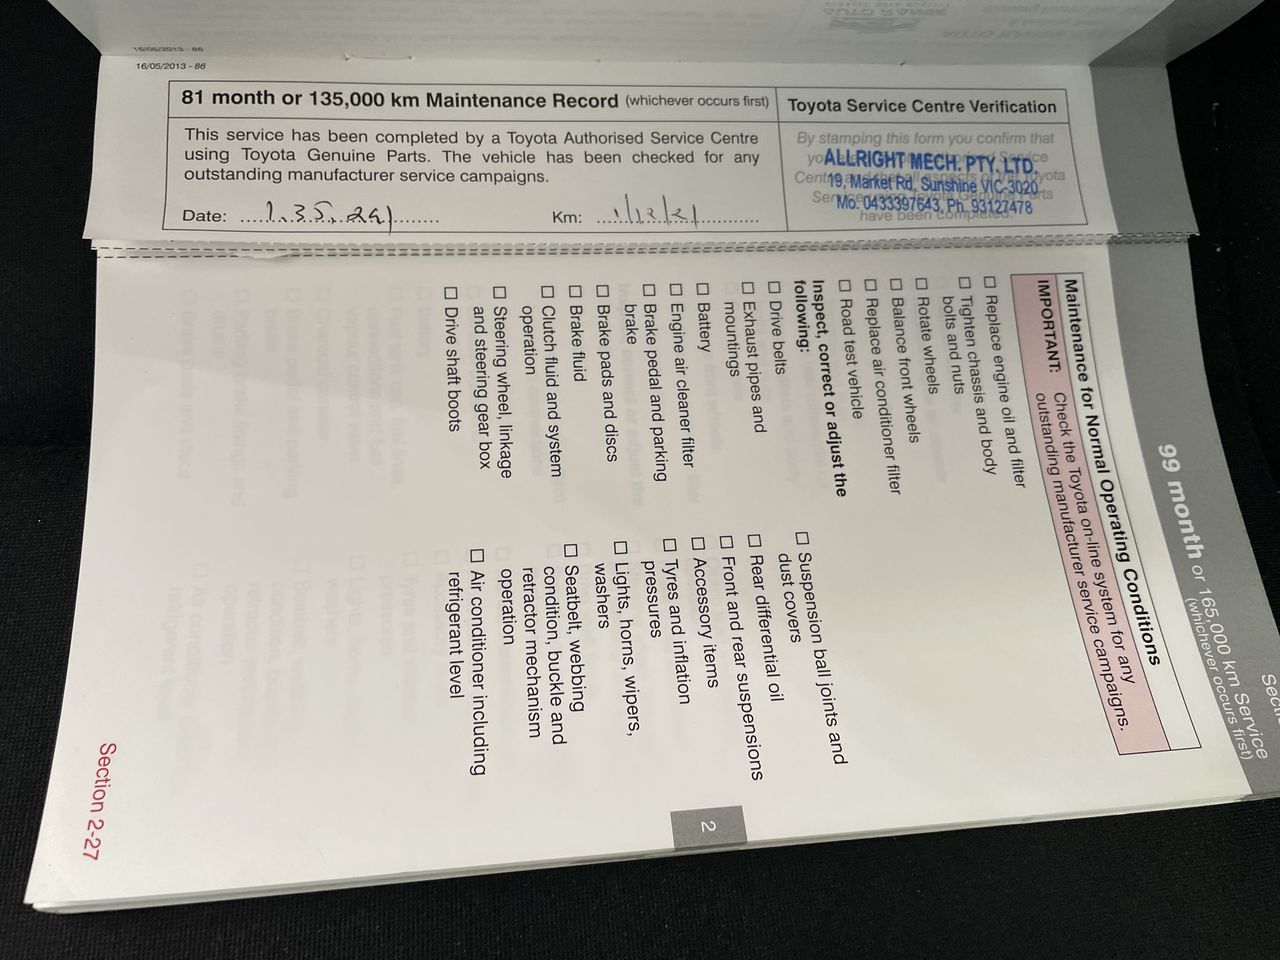 16/05/2013 - 86
16/05/2013 - 86
81 month or 135,000 km Maintenance Record (whichever occurs first)
This service has been completed by a Toyota Authorised Service Centre
using Toyota Genuine Parts. The vehicle has been checked for any
outstanding manufacturer service campaigns.
Date: 135,291
Km: 1/12/21
Toyota Service Centre Verification
By stamping this form you confirm that
ALLRIGHT MECH. PTY. LTD.
19, Market Rd, Sunshine VIC-3020
Mo. 0433397643, Ph. 93127478
have been completed.
99 month or 165,000 km Service
(whichever occurs first)
Maintenance for Normal Operating Conditions
IMPORTANT: Check the Toyota on-line system for any
outstanding manufacturer service campaigns.
☐ Replace engine oil and filter
☐ Tighten chassis and body
bolts and nuts
☐ Rotate wheels
☐ Balance front wheels
☐ Replace air conditioner filter
☐ Road test vehicle
Inspect, correct or adjust the
following:
☐ Drive belts
☐ Exhaust pipes and
mountings
☐ Battery
☐ Engine air cleaner filter
☐ Brake pedal and parking
brake
☐ Brake pads and discs
☐ Brake fluid
☐ Clutch fluid and system
operation
☐ Steering wheel, linkage
and steering gear box
☐ Drive shaft boots
☐ Suspension ball joints and
dust covers
☐ Rear differential oil
☐ Front and rear suspensions
☐ Accessory items
☐ Tyres and inflation
pressures
☐ Lights, horns, wipers,
washers
☐ Seatbelt, webbing
condition, buckle and
retractor mechanism
operation
☐ Air conditioner including
refrigerant level
2
Section 2-27